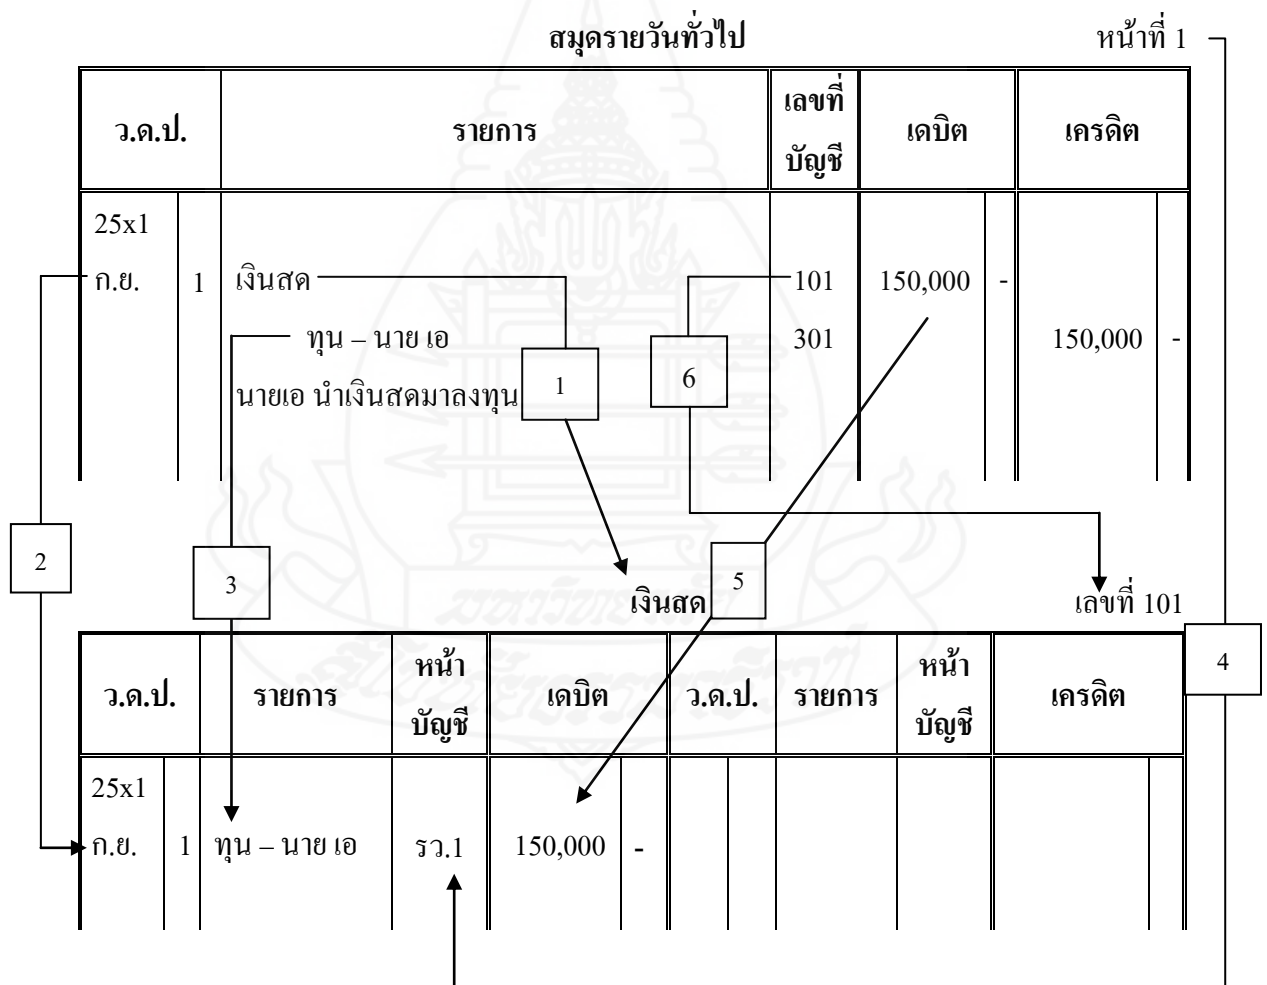 สมุดรายวันทั่วไป หน้าที่ 1
ว.ด.ป. รายการ เลขที่บัญชี เดบิต เครดิต
25x1
ก.ย. 1 เงินสด 101 150,000 -
ทุน – นาย เอ 301 150,000 -
นายเอ นำเงินสดมาลงทุน
1
6
2
3
5
4
เงินสด เลขที่ 101
ว.ด.ป. รายการ หน้าบัญชี เดบิต ว.ด.ป. รายการ หน้าบัญชี เครดิต
25x1
ก.ย. 1 ทุน – นาย เอ รว.1 150,000 -